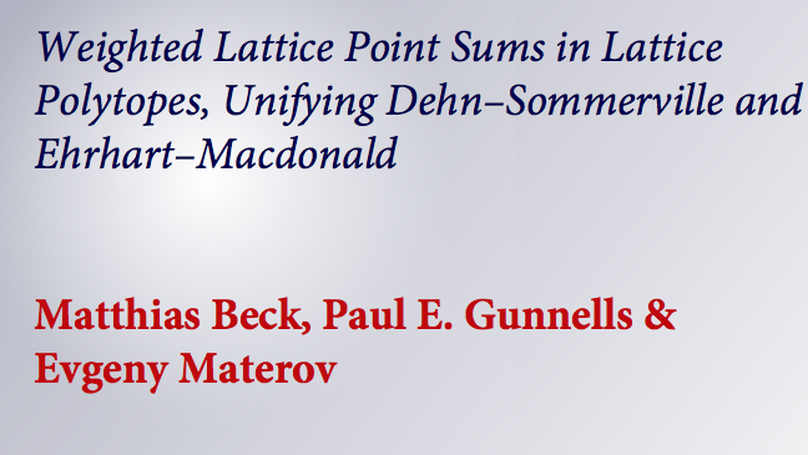 Weighted Lattice Point Sums in Lattice
Polytopes, Unifying Dehn–Sommerville and
Ehrhart–Macdonald
Matthias Beck, Paul E. Gunnells &
Evgeny Materov